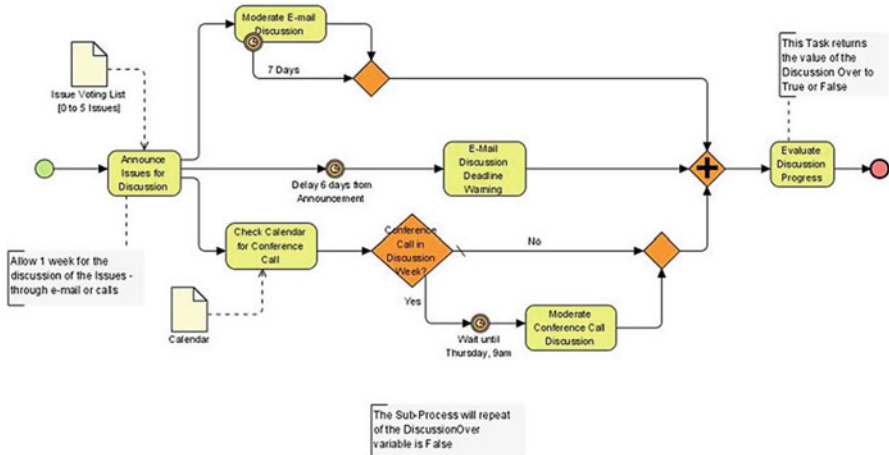 Moderate E-mail
Discussion
7 Days
Issue Voting List
[0 to 5 Issues]
This Task returns
the value of the
Discussion Over to
True or False
Announce
Issues for
Discussion
Delay 6 days from
Announcement
E-Mail
Discussion
Deadline
Warning
Evaluate
Discussion
Progress
Allow 1 week for the
discussion of the Issues -
through e-mail or calls
Check Calendar
for Conference
Call
Conference
Call in
Discussion
Week?
No
Yes
Calendar
Wait until
Thursday, 9am
Moderate
Conference Call
Discussion
The Sub-Process will repeat
of the DiscussionOver
variable is False